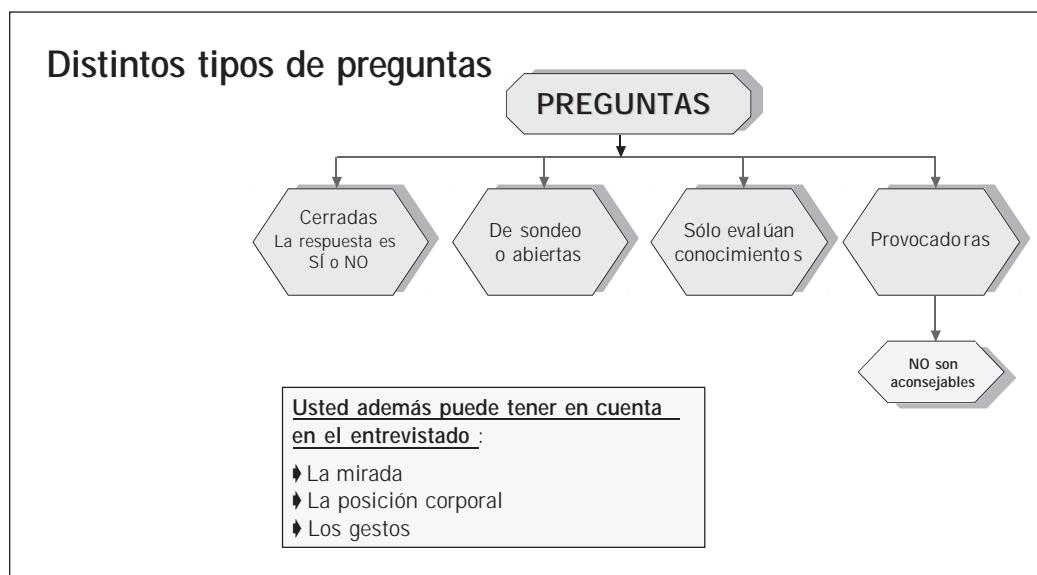 Distintos tipos de preguntas
PREGUNTAS
Cerradas
La respuesta es
SÍ o NO
De sondeo
o abiertas
Sólo evalúan
conocimientos
Provocadoras
NO son
aconsejables
Usted además puede tener en cuenta
en el entrevistado :
La mirada
La posición corporal
Los gestos